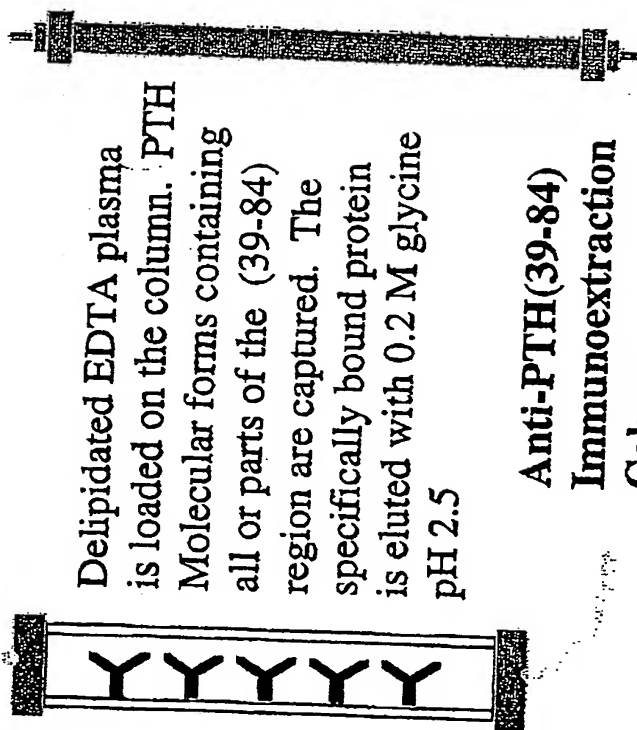 Delipidated EDTA plasma
is loaded on the column. PTH
Molecular forms containing
all or parts of the (39-84)
region are captured. The
specifically bound protein
is eluted with 0.2 M glycine
pH 2.5
Anti-PTH(39-84)
Immunoextraction